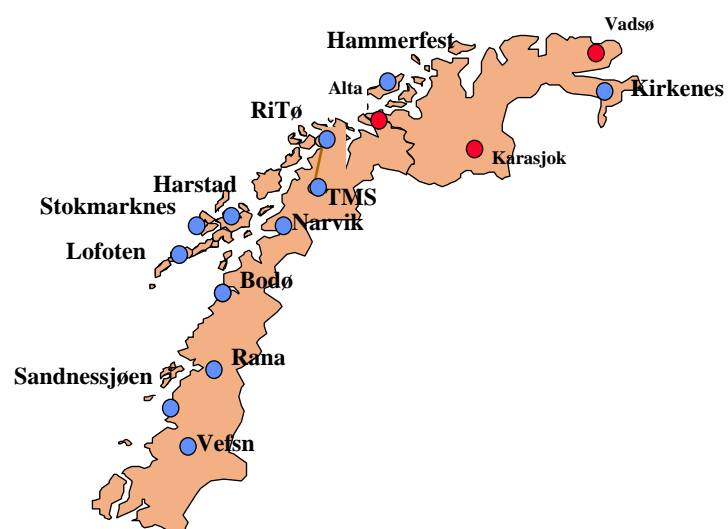 Vadsø
Hammerfest
Alta
Kirkenes
RiTø
Karasjok
Harstad
TMS
Stokmarknes
Narvik
Lofoten
Bodø
Rana
Sandnessjøen
Vefsn